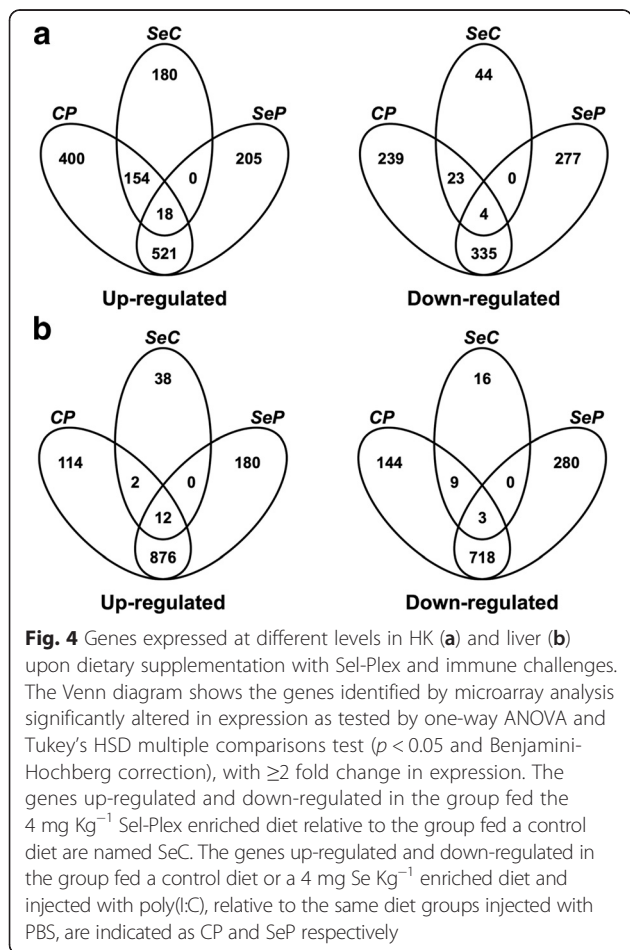 a
SeC SeC
180 44
CP SeP CP SeP
400 205 239 277
154 0 23 0
18 4
521 335
Up-regulated Down-regulated
b
SeC SeC
38 16
CP SeP CP SeP
114 180 144 280
2 0 9 0
12 3
876 718
Up-regulated Down-regulated
Fig. 4 Genes expressed at different levels in HK (a) and liver (b)
upon dietary supplementation with Sel-Plex and immune challenges.
The Venn diagram shows the genes identified by microarray analysis
significantly altered in expression as tested by one-way ANOVA and
Tukey's HSD multiple comparisons test (p < 0.05 and Benjamini-
Hochberg correction), with ≥2 fold change in expression. The
genes up-regulated and down-regulated in the group fed the
4 mg Kg⁻¹ Sel-Plex enriched diet relative to the group fed a control
diet are named SeC. The genes up-regulated and down-regulated in
the group fed a control diet or a 4 mg Se Kg⁻¹ enriched diet and
injected with poly(I:C), relative to the same diet groups injected with
PBS, are indicated as CP and SeP respectively